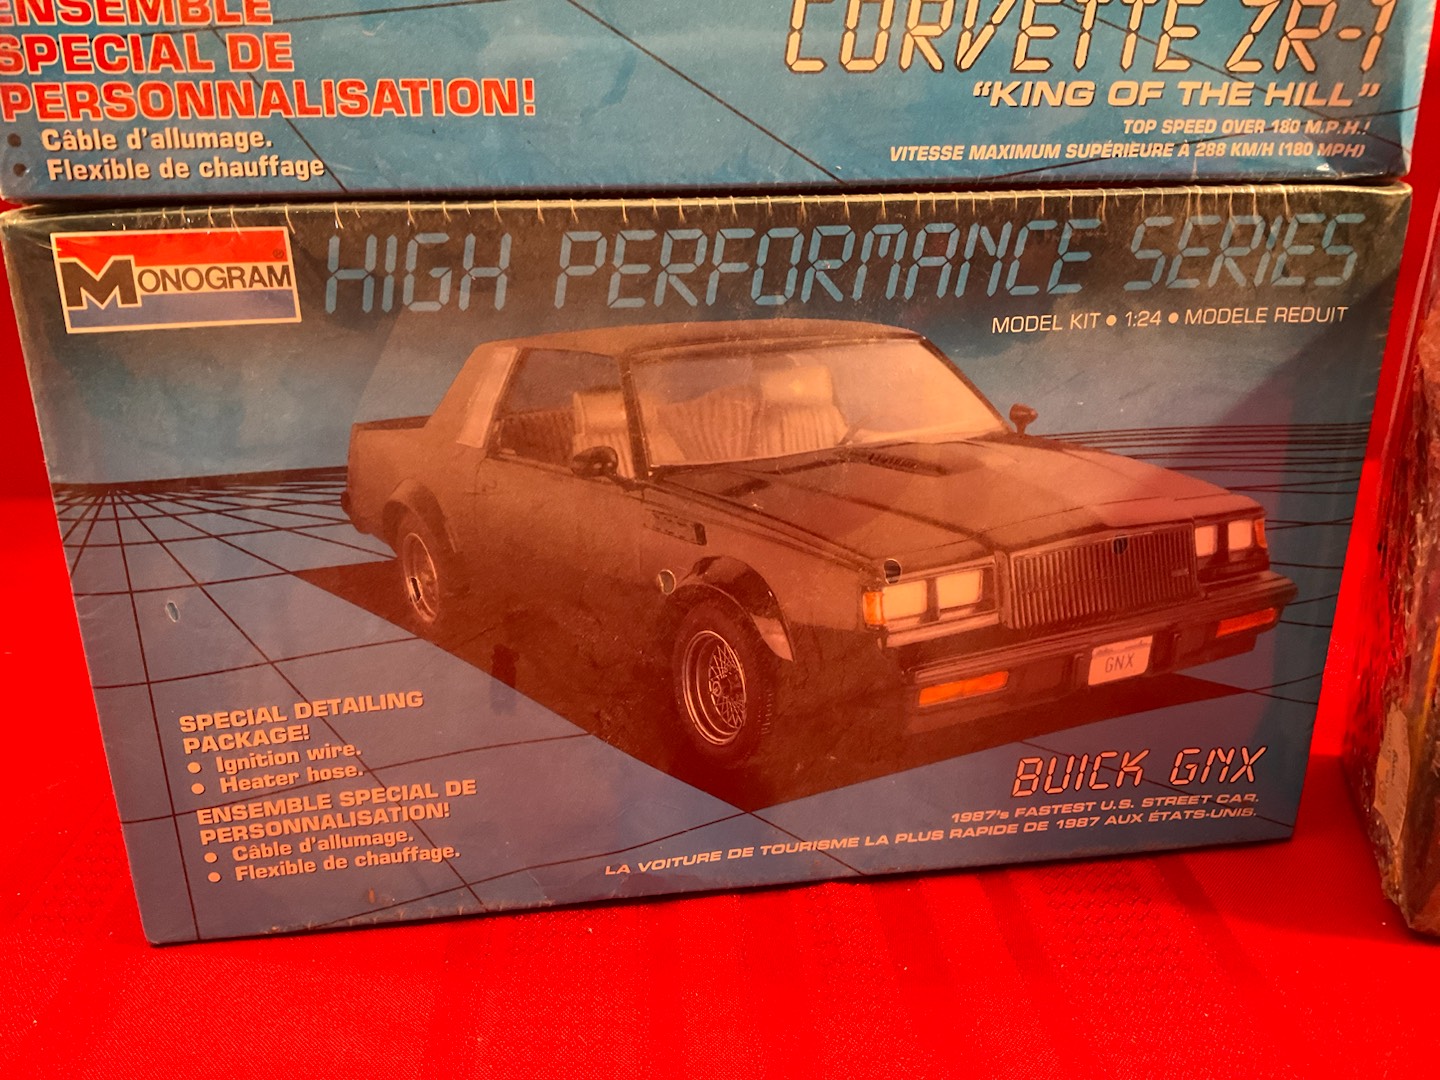 ENSEMBLE
SPECIAL DE
PERSONNALISATION!
• Câble d'allumage.
• Flexible de chauffage
CORVETTE ZR-1
"KING OF THE HILL"
TOP SPEED OVER 180 M.P.H.!
VITESSE MAXIMUM SUPÉRIEURE À 288 KM/H (180 MPH)
MONOGRAM®
HIGH PERFORMANCE SERIES
MODEL KIT • 1:24 • MODELE REDUIT
GNX
SPECIAL DETAILING
PACKAGE!
• Ignition wire.
• Heater hose.
ENSEMBLE SPECIAL DE
PERSONNALISATION!
• Câble d'allumage.
• Flexible de chauffage.
BUICK GNX
1987's FASTEST U.S. STREET CAR.
LA VOITURE DE TOURISME LA PLUS RAPIDE DE 1987 AUX ÉTATS-UNIS.